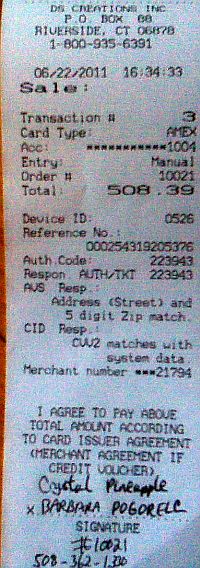 DS CREATIONS INC
P.O. BOX 88
RIVERSIDE, CT 06878
1-800-935-6391
06/22/2011 16:34:33
Sale:
Transaction # 3
Card Type: AMEX
Acc: ***********1004
Entry: Manual
Order # 10021
Total: 508.39
Device ID: 0526
Reference No.:
000254319205376
Auth.Code: 223943
Respon AUTH/TKT 223943
AVS Resp.:
Address (Street) and
5 digit Zip match.
CID Resp.:
CVV2 matches with
system data.
Merchant number ***21794
I AGREE TO PAY ABOVE
TOTAL AMOUNT ACCORDING
TO CARD ISSUER AGREEMENT
(MERCHANT AGREEMENT IF
CREDIT VOUCHER)
Crystal Pineapple
x BARBARA POGORELC
SIGNATURE
#10021
508-362-